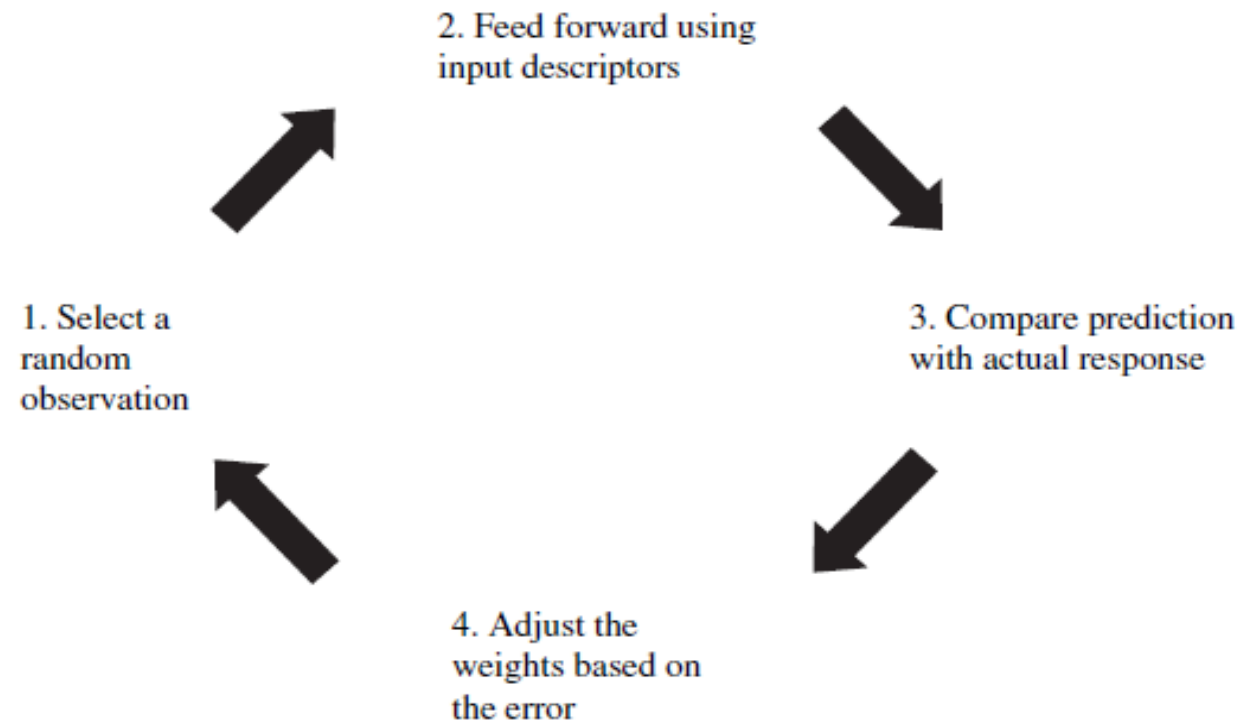 2. Feed forward using
input descriptors
1. Select a
random
observation
3. Compare prediction
with actual response
4. Adjust the
weights based on
the error